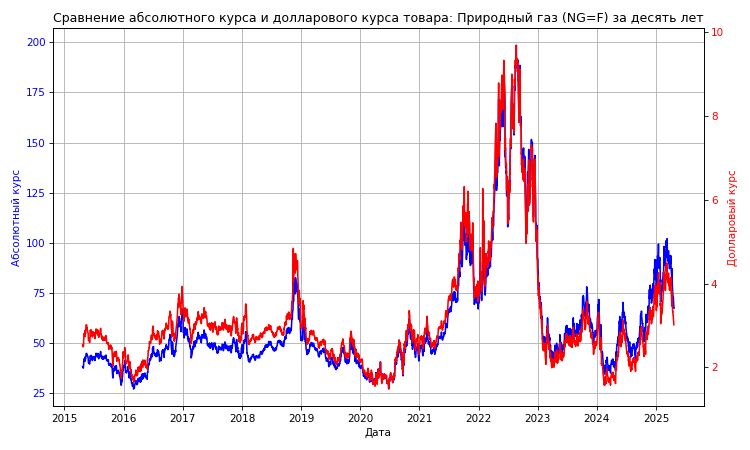 Сравнение абсолютного курса и долларового курса товара: Природный газ (NG=F) за десять лет
200
175
150
125
100
75
50
25
Абсолютный курс
10
8
6
4
2
Долларовый курс
2015 2016 2017 2018 2019 2020 2021 2022 2023 2024 2025
Дата